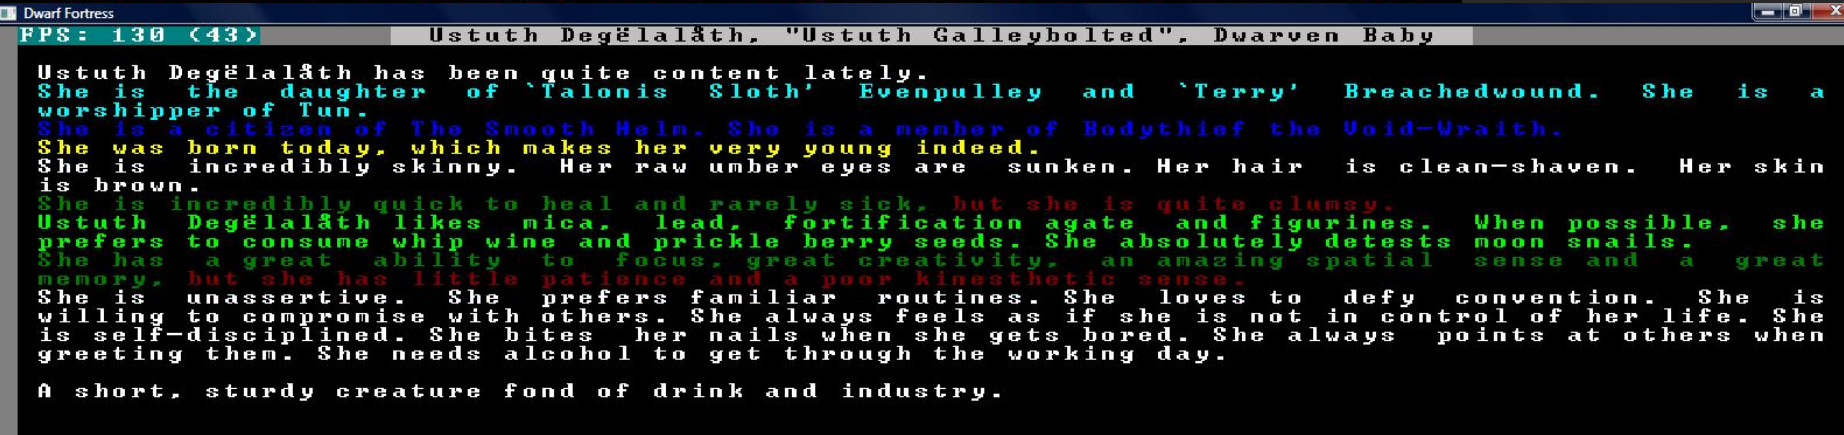 Dwarf Fortress
FPS: 130 (43) Ustuth Degëlalåth, "Ustuth Galleybolted", Dwarven Baby
Ustuth Degëlalåth has been quite content lately.
She is the daughter of `Talonis Sloth' Evenpulley and `Terry' Breachedwound. She is a
worshipper of Tun.
She is a citizen of The Smooth Helm. She is a member of Bodythief the Void-Wraith.
She was born today, which makes her very young indeed.
She is incredibly skinny. Her raw umber eyes are sunken. Her hair is clean-shaven. Her skin
is brown.
She is incredibly quick to heal and rarely sick, but she is quite clumsy.
Ustuth Degëlalåth likes mica, lead, fortification agate and figurines. When possible, she
prefers to consume whip wine and prickle berry seeds. She absolutely detests moon snails.
She has a great ability to focus, great creativity, an amazing spatial sense and a great
memory, but she has little patience and a poor kinesthetic sense.
She is unassertive. She prefers familiar routines. She loves to defy convention. She is
willing to compromise with others. She always feels as if she is not in control of her life. She
is self-disciplined. She bites her nails when she gets bored. She always points at others when
greeting them. She needs alcohol to get through the working day.
A short, sturdy creature fond of drink and industry.